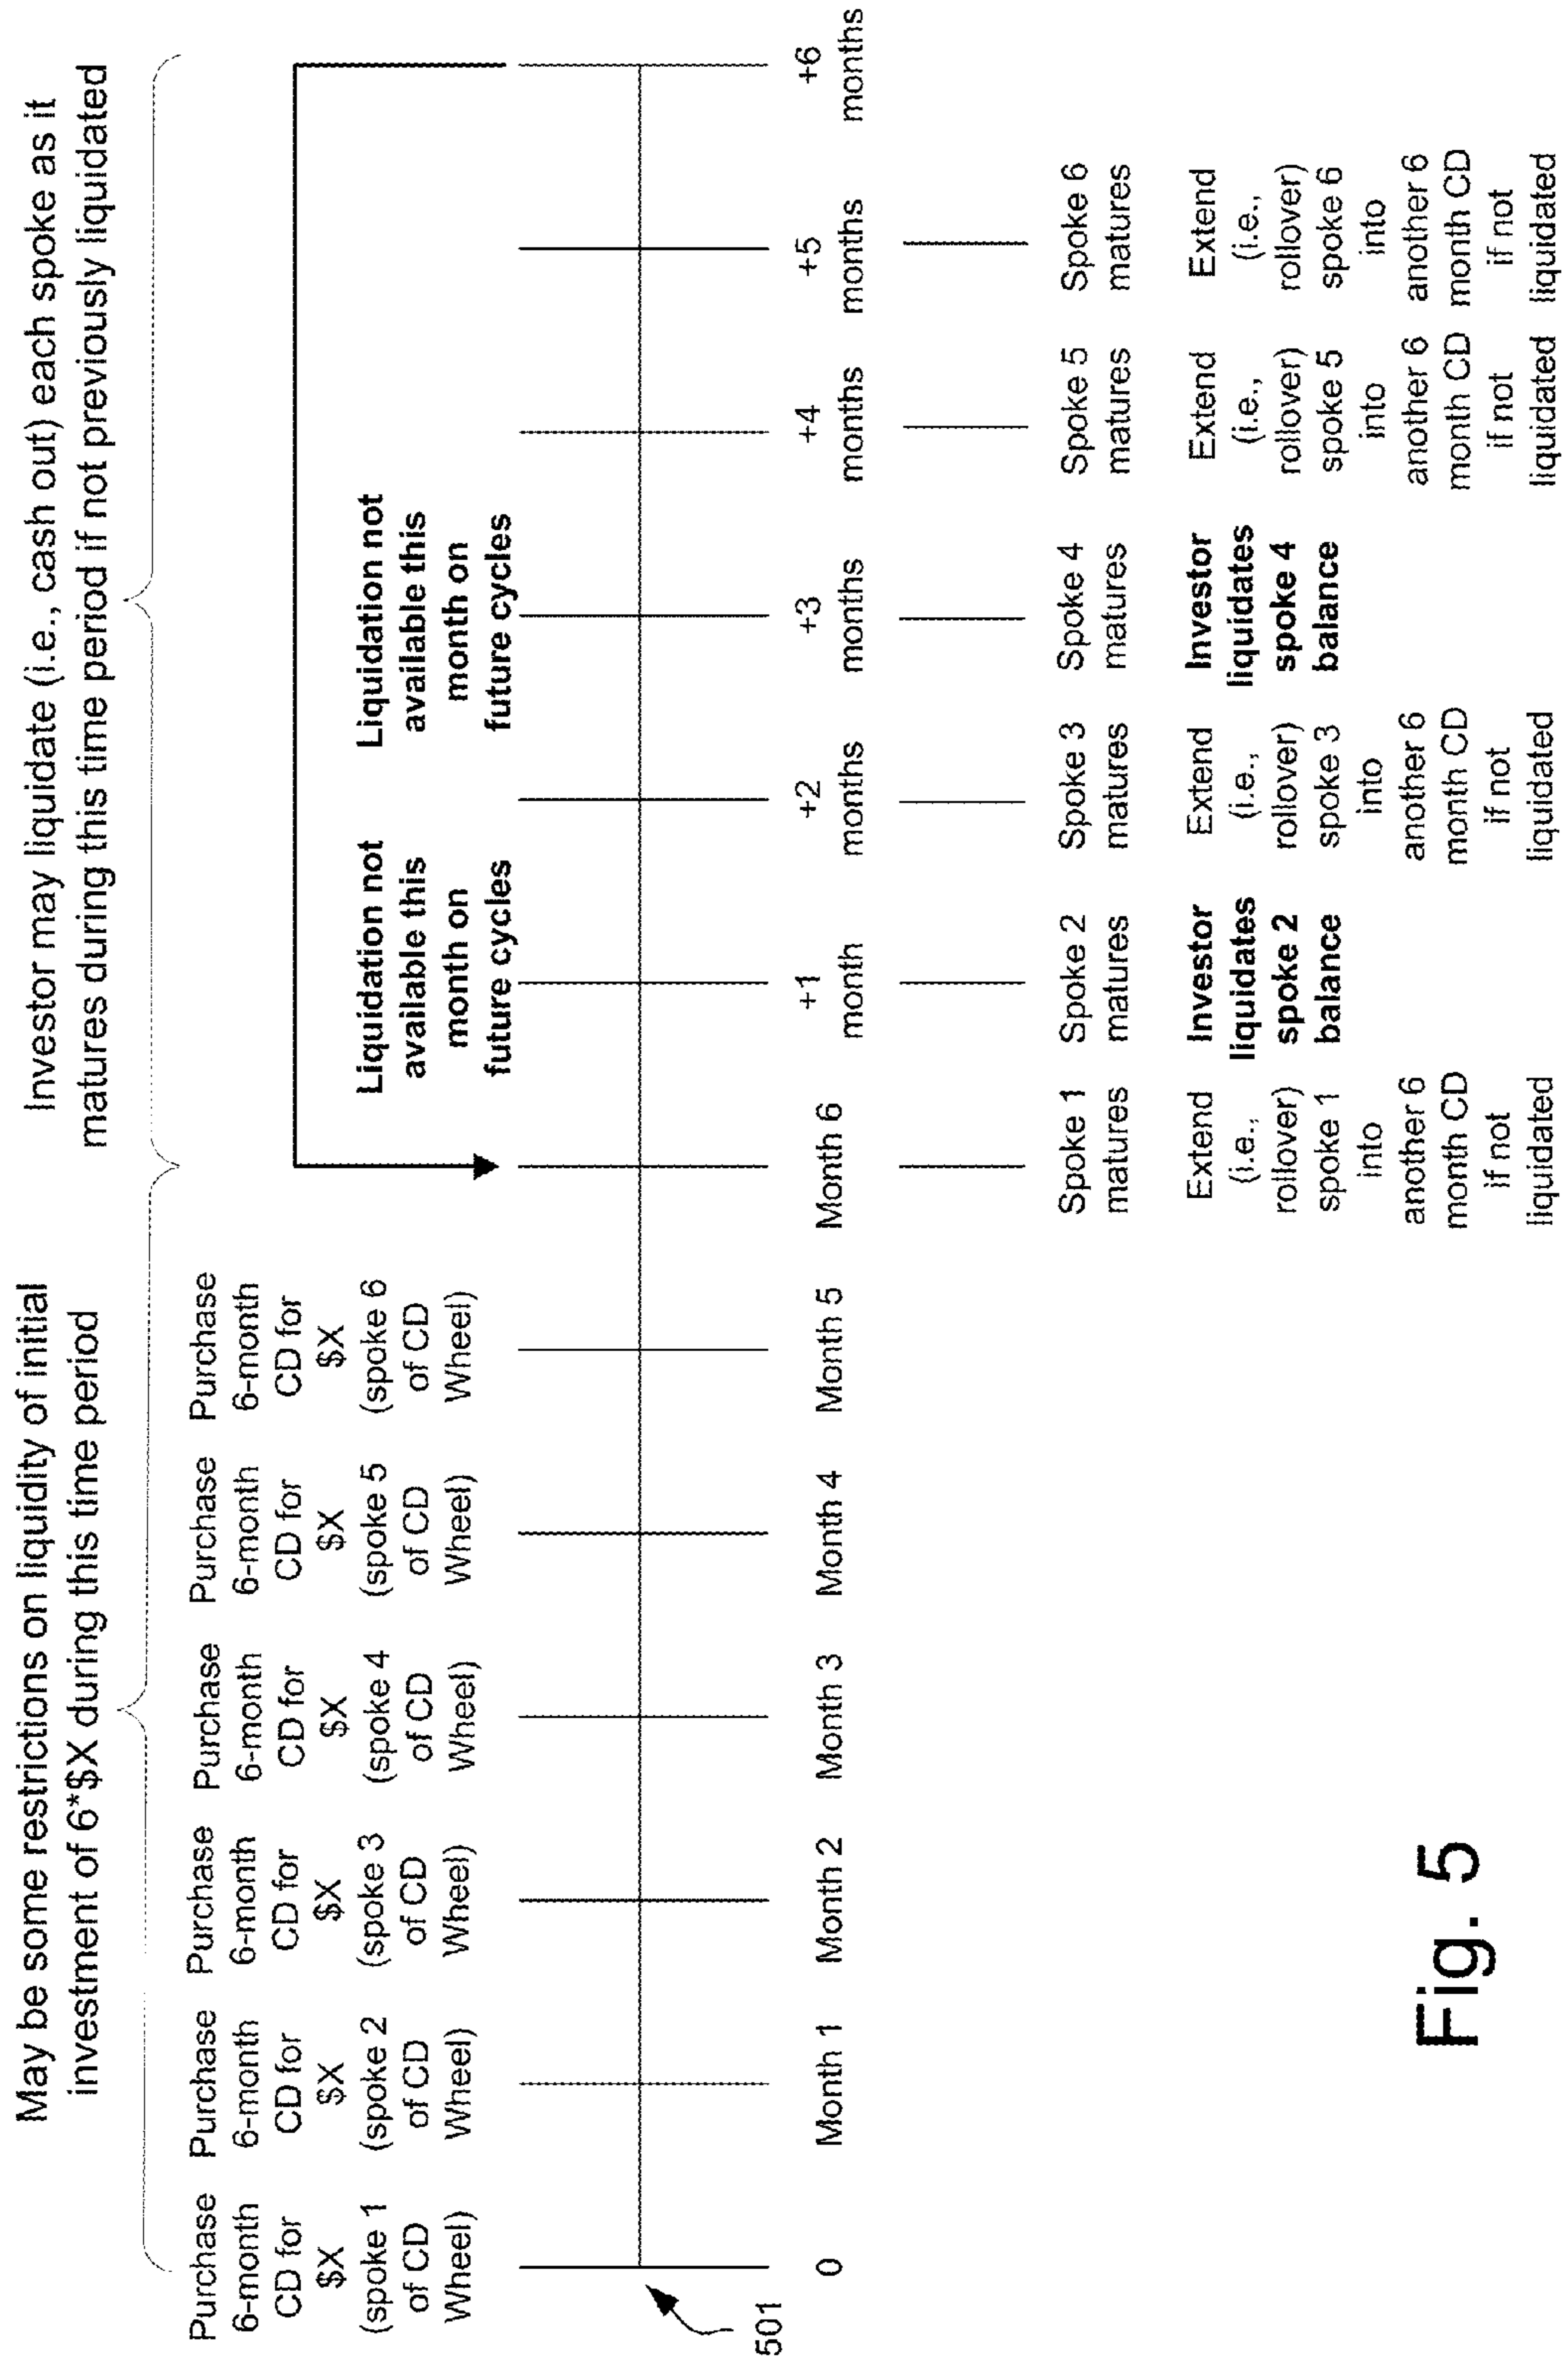 May be some restrictions on liquidity of initial
investment of 6*$X during this time period
Investor may liquidate (i.e., cash out) each spoke as it
matures during this time period if not previously liquidated
Purchase
6-month
CD for
$X
(spoke 1
of CD
Wheel)
Purchase
6-month
CD for
$X
(spoke 2
of CD
Wheel)
Purchase
6-month
CD for
$X
(spoke 3
of CD
Wheel)
Purchase
6-month
CD for
$X
(spoke 4
of CD
Wheel)
Purchase
6-month
CD for
$X
(spoke 5
of CD
Wheel)
Purchase
6-month
CD for
$X
(spoke 6
of CD
Wheel)
Liquidation not
available this
month on
future cycles
Liquidation not
available this
month on
future cycles
501
0
Month 1
Month 2
Month 3
Month 4
Month 5
Month 6
+1
month
+2
months
+3
months
+4
months
+5
months
+6
months
Spoke 1
matures
Extend
(i.e.,
rollover)
spoke 1
into
another 6
month CD
if not
liquidated
Spoke 2
matures
Investor
liquidates
spoke 2
balance
Spoke 3
matures
Extend
(i.e.,
rollover)
spoke 3
into
another 6
month CD
if not
liquidated
Spoke 4
matures
Investor
liquidates
spoke 4
balance
Spoke 5
matures
Extend
(i.e.,
rollover)
spoke 5
into
another 6
month CD
if not
liquidated
Spoke 6
matures
Extend
(i.e.,
rollover)
spoke 6
into
another 6
month CD
if not
liquidated
Fig. 5